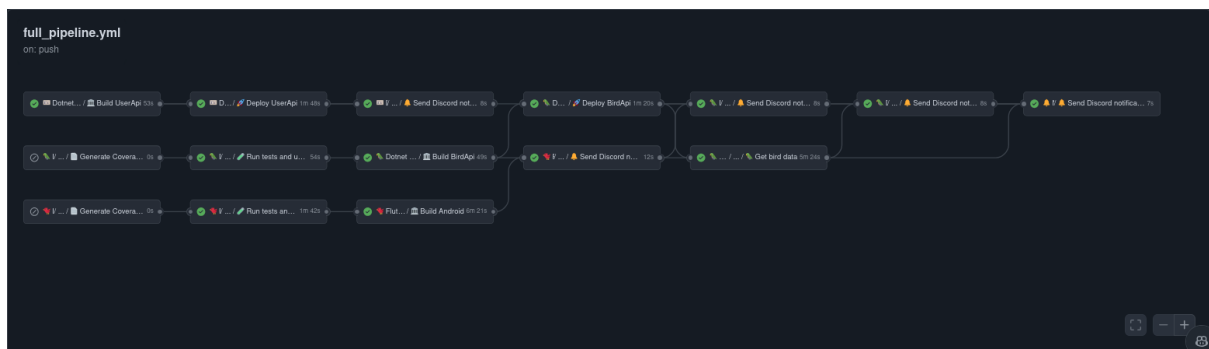 full_pipeline.yml
on: push
Dotnet... / Build UserApi 53s
D... / Deploy UserApi 1m 48s
V ... / Send Discord not... 8s
D... / Deploy BirdApi 1m 20s
V ... / Send Discord not... 8s
V ... / Send Discord not... 8s
V Send Discord notifica... 7s
V ... / Generate Covera... 0s
V ... / Run tests and u... 54s
Dotnet ... / Build BirdApi 49s
V ... / Send Discord n... 12s
... / ... / Get bird data 5m 24s
V ... / Generate Covera... 0s
V ... / Run tests an... 1m 42s
Flut... / Build Android 6m 21s